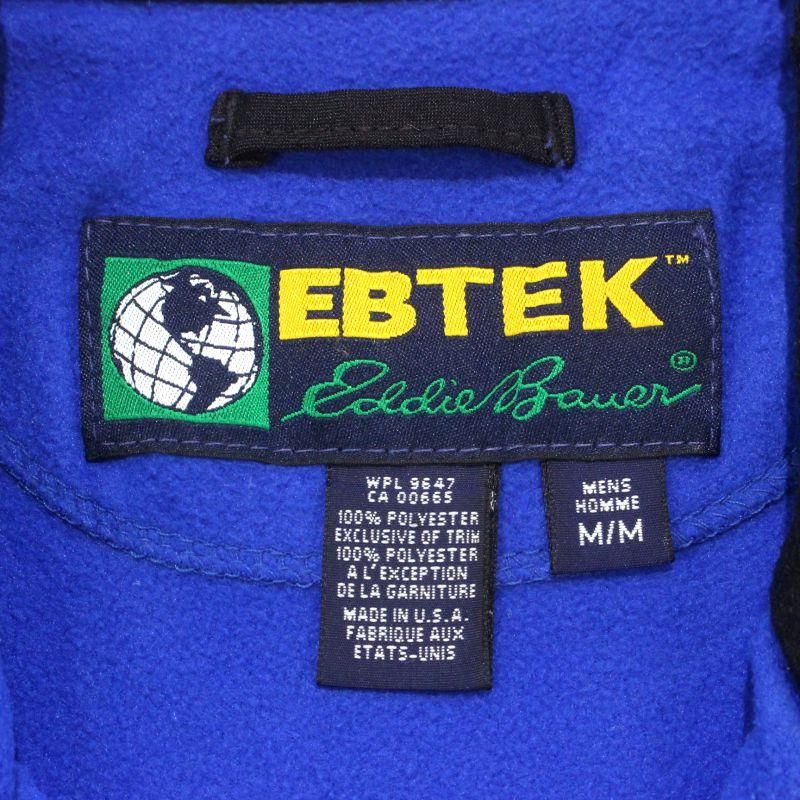 EBTEK™
Eddie Bauer®
WPL 9647
CA 00665
100% POLYESTER
EXCLUSIVE OF TRIM
100% POLYESTER
A L'EXCEPTION
DE LA GARNITURE
MADE IN U.S.A.
FABRIQUE AUX
ETATS-UNIS
MENS
HOMME
M/M